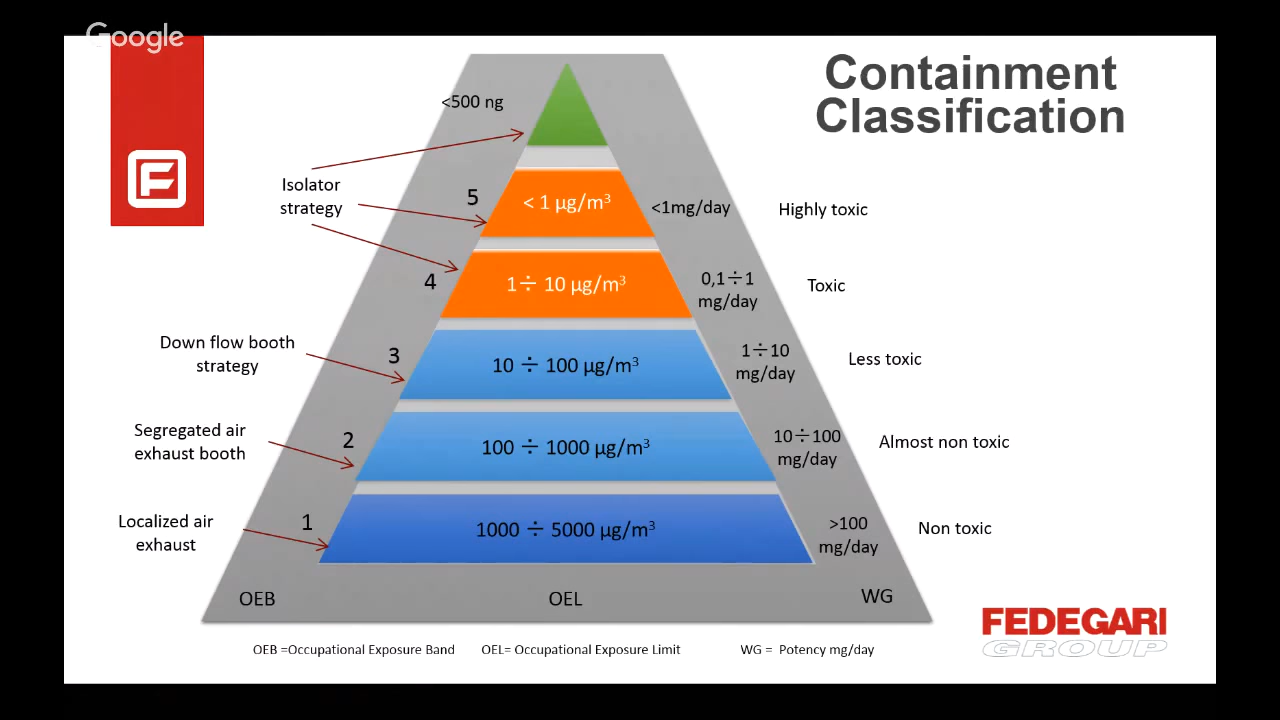 Google
Containment
Classification
<500 ng
Isolator
strategy
5
< 1 µg/m³
<1mg/day
Highly toxic
4
1÷ 10 µg/m³
0,1÷1
mg/day
Toxic
Down flow booth
strategy
3
10 ÷ 100 µg/m³
1÷10
mg/day
Less toxic
Segregated air
exhaust booth
2
100 ÷ 1000 µg/m³
10÷100
mg/day
Almost non toxic
Localized air
exhaust
1
1000 ÷ 5000 µg/m³
>100
mg/day
Non toxic
OEB
OEL
WG
OEB =Occupational Exposure Band
OEL= Occupational Exposure Limit
WG = Potency mg/day
FEDEGARI
GROUP